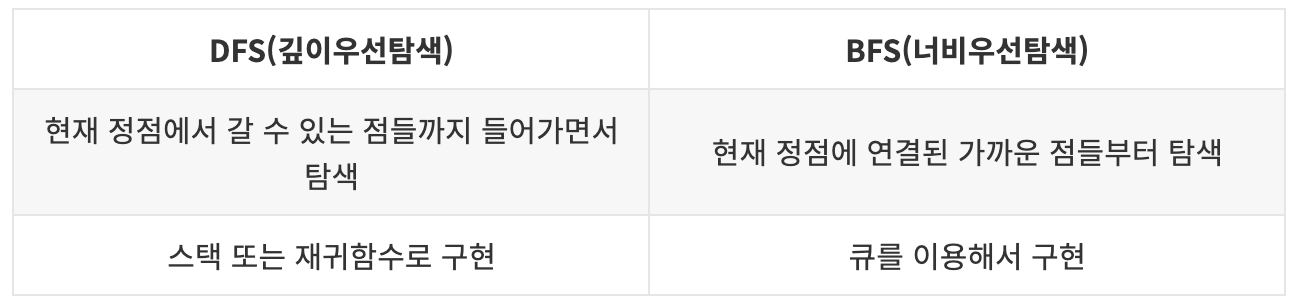 DFS(깊이우선탐색)
BFS(너비우선탐색)
현재 정점에서 갈 수 있는 점들까지 들어가면서
탐색
현재 정점에 연결된 가까운 점들부터 탐색
스택 또는 재귀함수로 구현
큐를 이용해서 구현